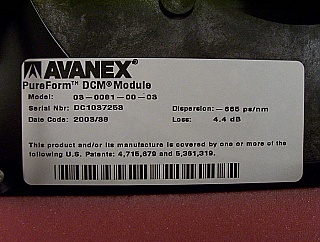 AVANEX®
PureForm™ DCM® Module
Model: 03-0061-00-03
Serial Nbr: DC1037253 Dispersion: -665 ps/nm
Date Code: 2003/39 Loss: 4.4 dB
This product and/or its manufacture is covered by one or more of the
following U.S. Patents: 4,715,679 and 5,361,319.